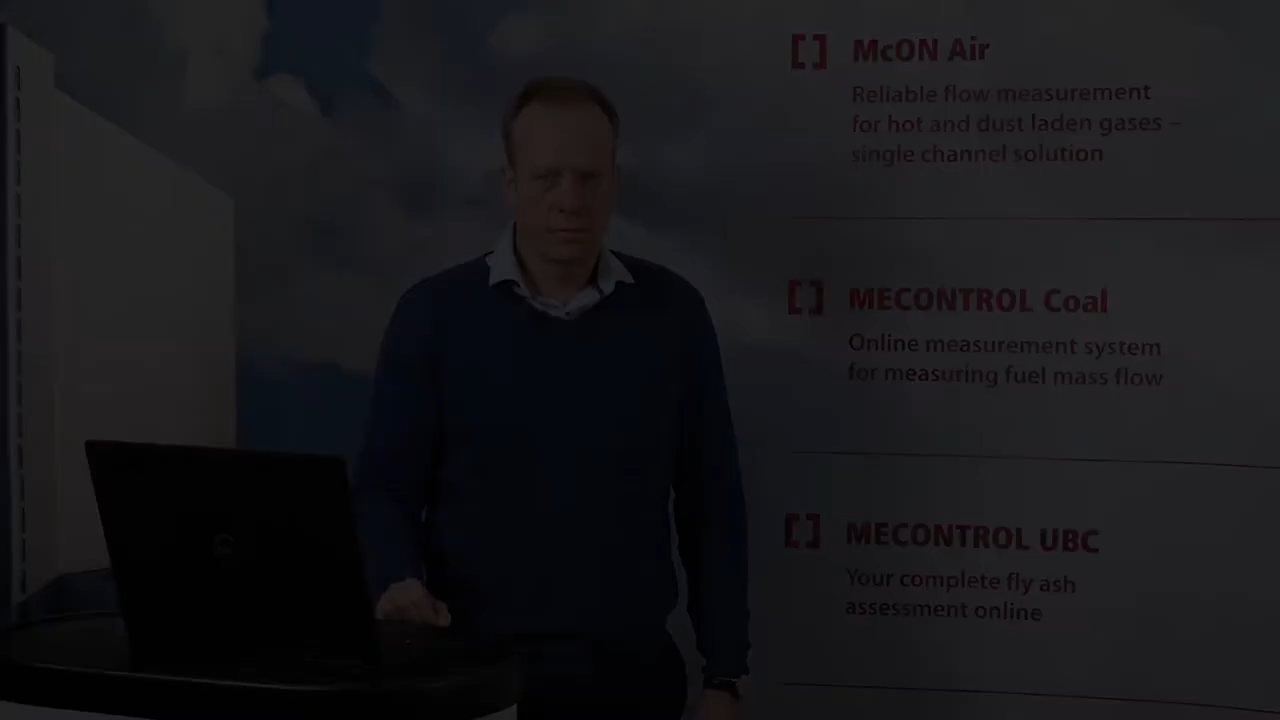 McON Air
Reliable flow measurement
for hot and dust laden gases –
single channel solution
MECONTROL Coal
Online measurement system
for measuring fuel mass flow
MECONTROL UBC
Your complete fly ash
assessment online